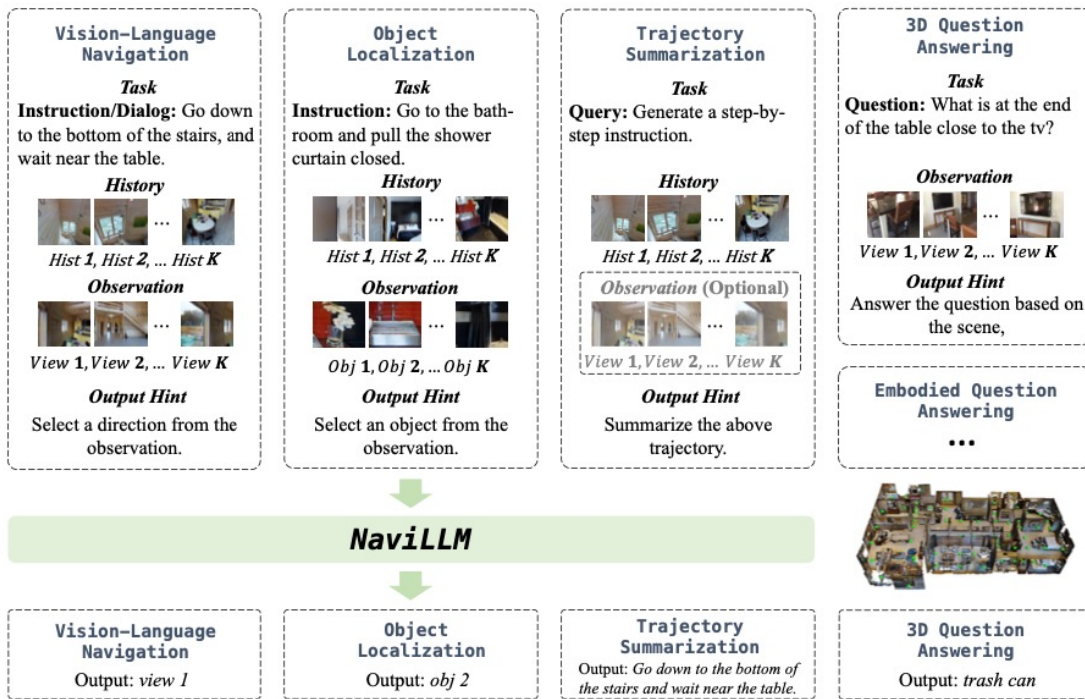 Vision-Language
Navigation
Task
Instruction/Dialog: Go down
to the bottom of the stairs, and
wait near the table.
History
...
Hist 1, Hist 2, ... Hist K
Observation
...
View 1, View 2, ... View K
Output Hint
Select a direction from the
observation.
Object
Localization
Task
Instruction: Go to the bath-
room and pull the shower
curtain closed.
History
...
Hist 1, Hist 2, ... Hist K
Observation
...
Obj 1, Obj 2, ... Obj K
Output Hint
Select an object from the
observation.
Trajectory
Summarization
Task
Query: Generate a step-by-
step instruction.
History
...
Hist 1, Hist 2, ... Hist K
Observation (Optional)
...
View 1, View 2, ... View K
Output Hint
Summarize the above
trajectory.
3D Question
Answering
Task
Question: What is at the end
of the table close to the tv?
Observation
...
View 1, View 2, ... View K
Output Hint
Answer the question based on
the scene,
Embodied Question
Answering
...
NaviLLM
Vision-Language
Navigation
Output: view 1
Object
Localization
Output: obj 2
Trajectory
Summarization
Output: Go down to the bottom of
the stairs and wait near the table.
3D Question
Answering
Output: trash can